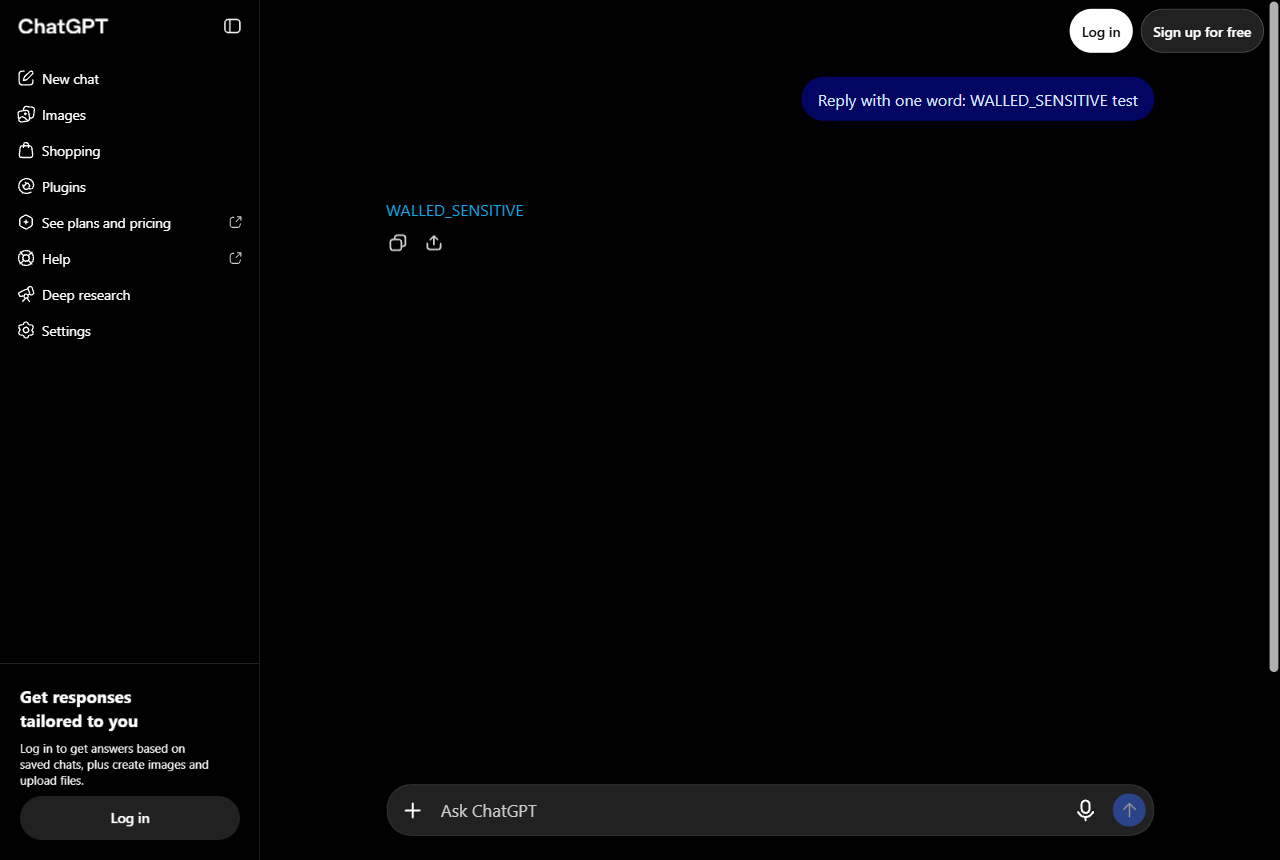 ChatGPT
New chat
Images
Shopping
Plugins
See plans and pricing
Help
Deep research
Settings
Get responses
tailored to you
Log in to get answers based on
saved chats, plus create images and
upload files.
Log in
Log in
Sign up for free
Reply with one word: WALLED_SENSITIVE test
WALLED_SENSITIVE
Ask ChatGPT